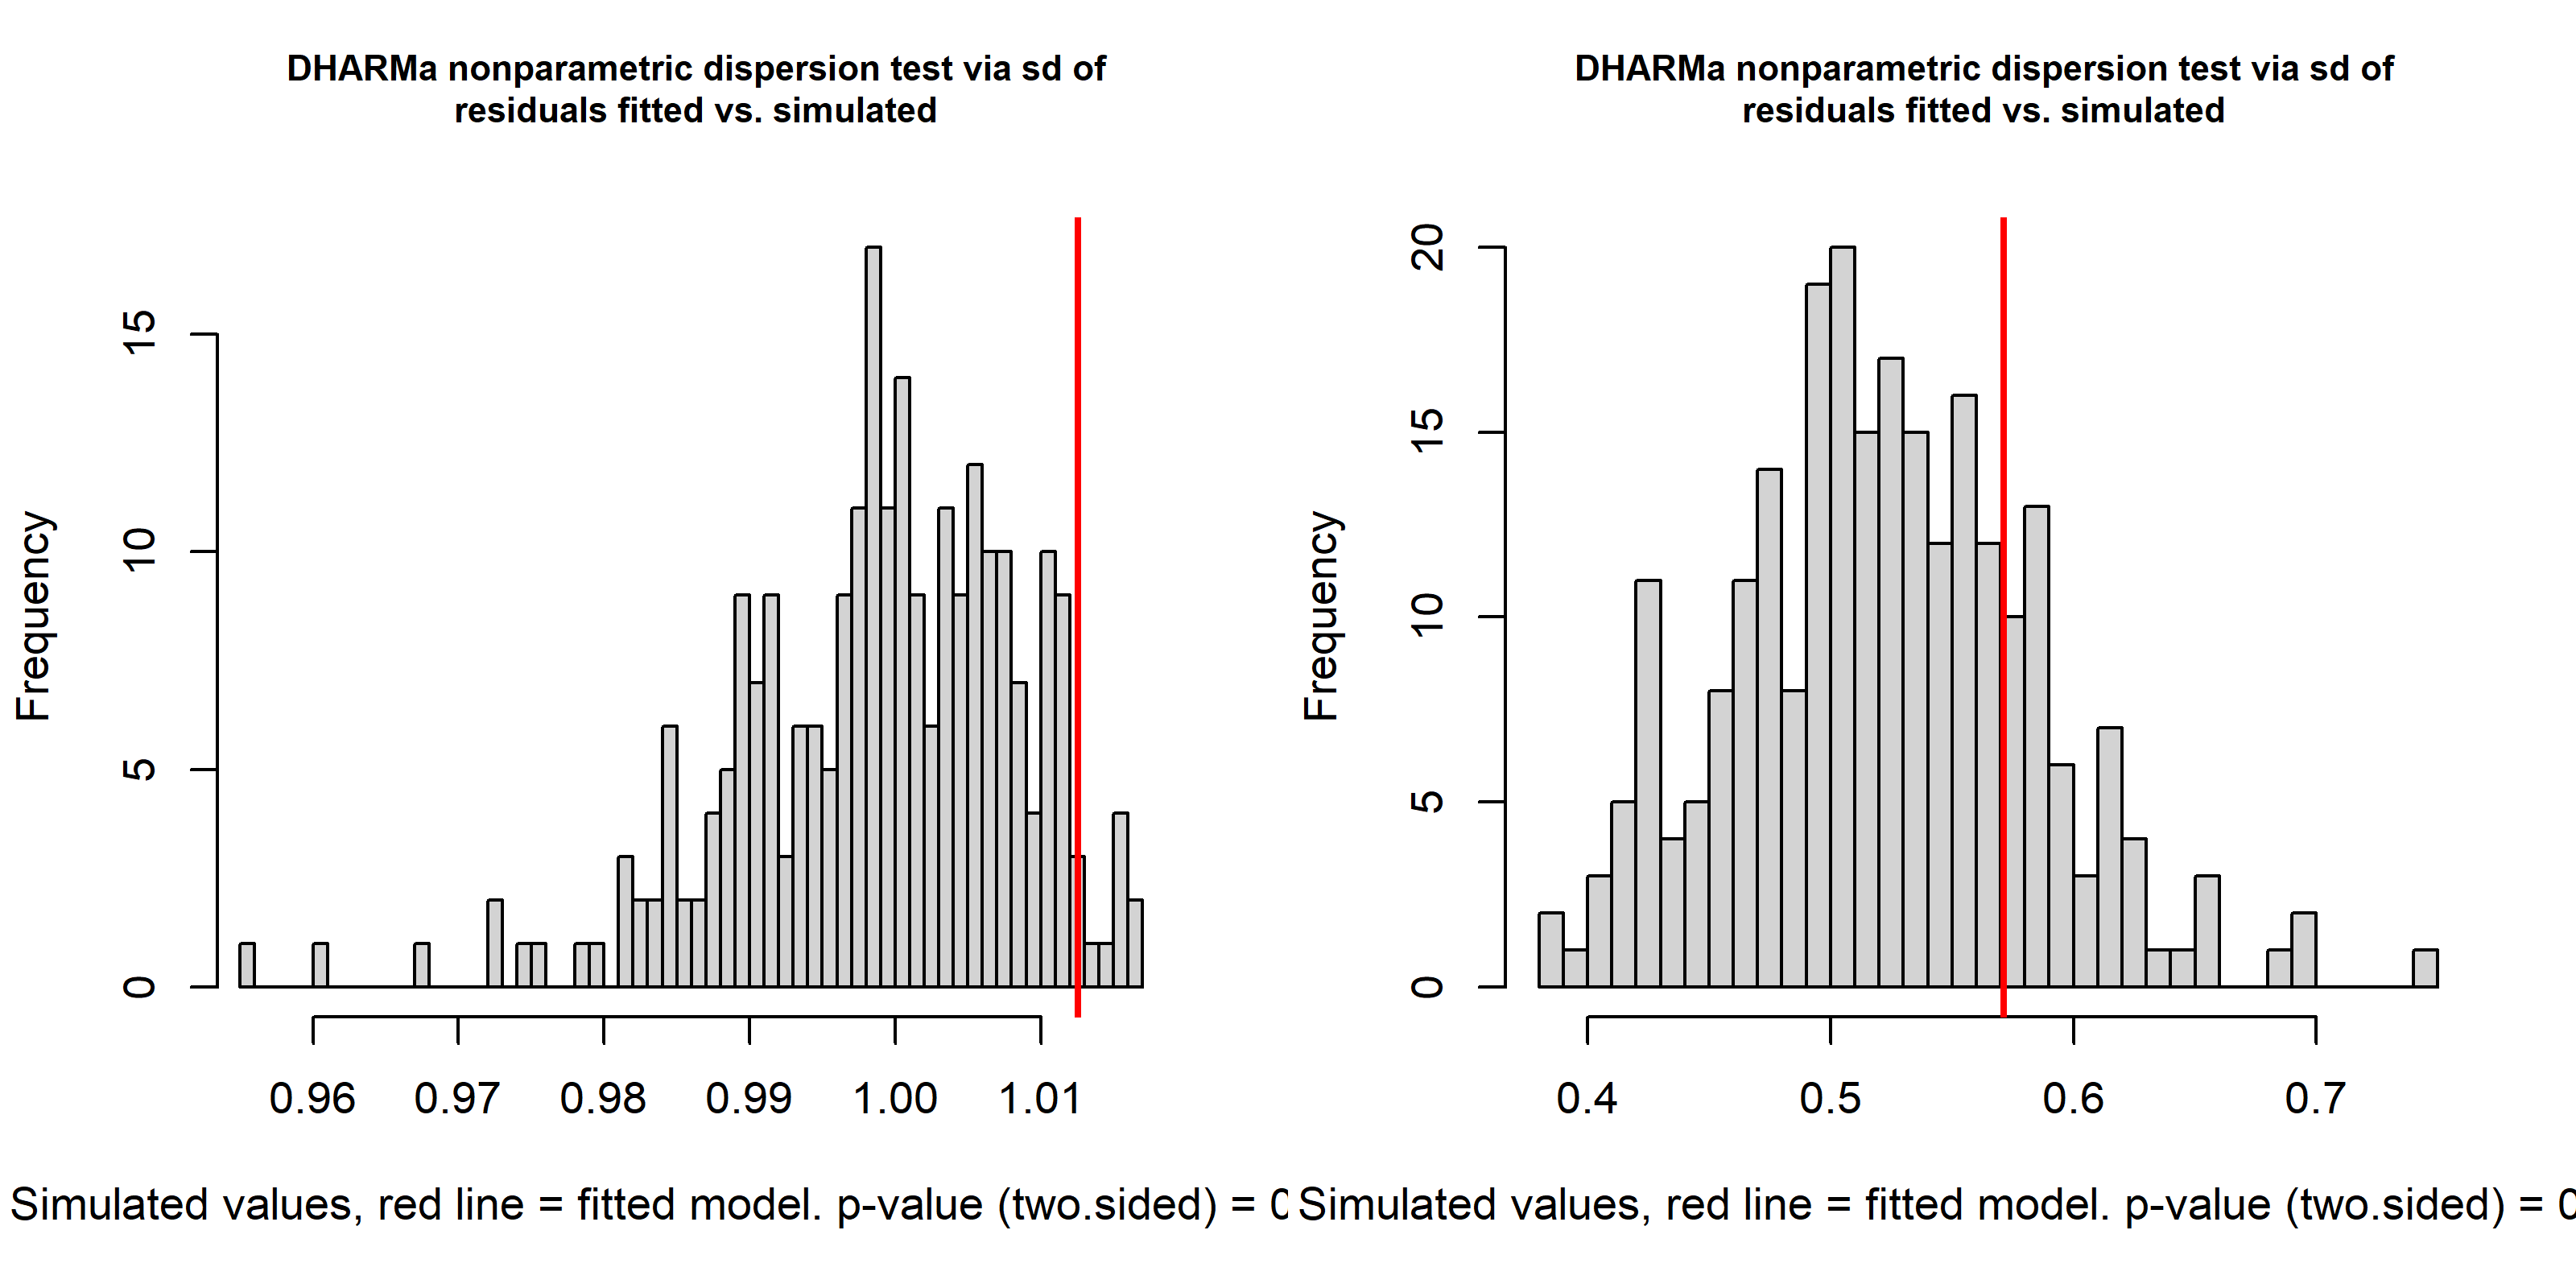 DHARMa nonparametric dispersion test via sd of
residuals fitted vs. simulated
Frequency
15
10
5
0
0.96 0.97 0.98 0.99 1.00 1.01
Simulated values, red line = fitted model. p-value (two.sided) =
DHARMa nonparametric dispersion test via sd of
residuals fitted vs. simulated
Frequency
20
15
10
5
0
0.4 0.5 0.6 0.7
Simulated values, red line = fitted model. p-value (two.sided) =